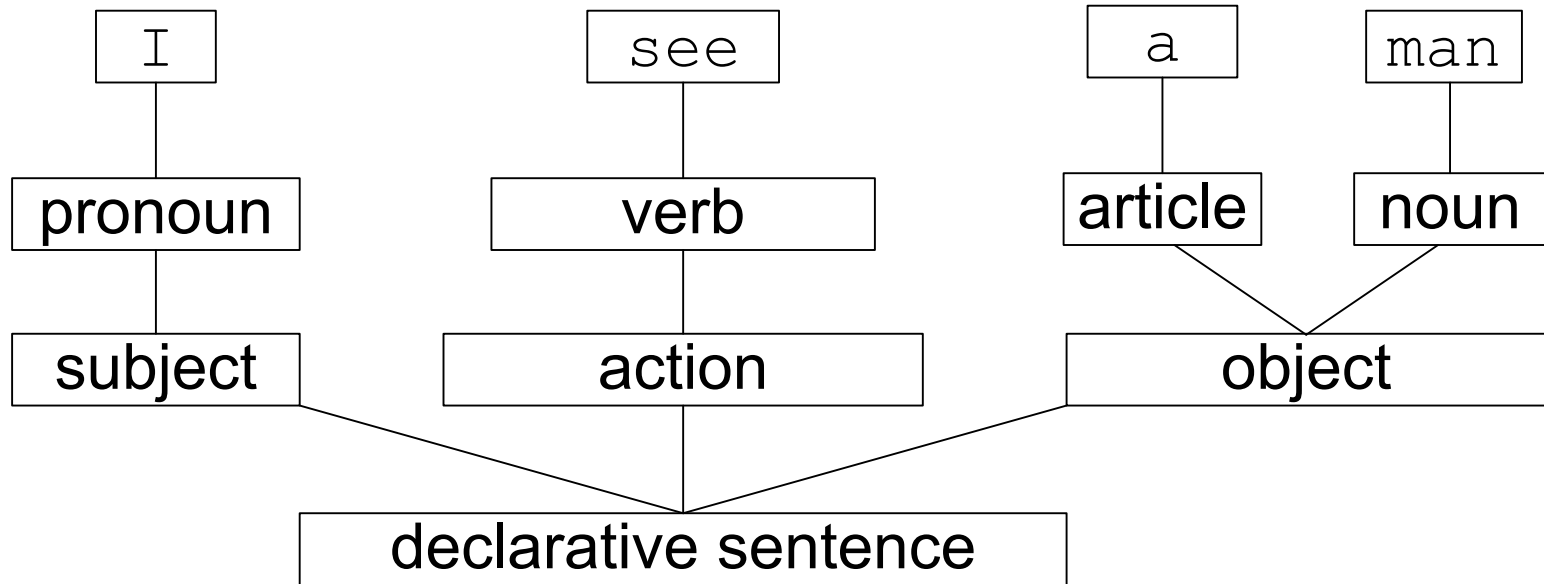 I see a man
pronoun verb article noun
subject action object
declarative sentence